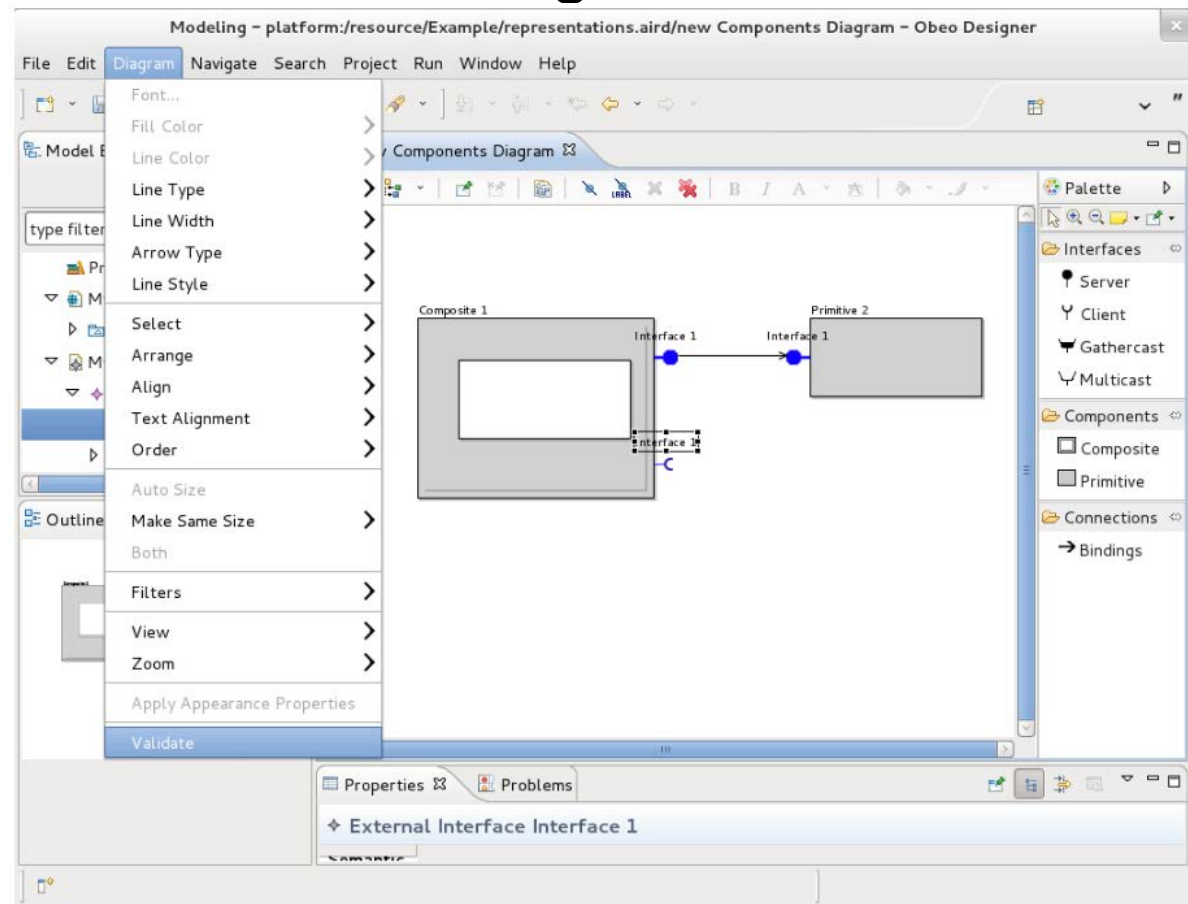 Modeling – platform:/resource/Example/representations.aird/new Components Diagram – Obeo Designer
File Edit Diagram Navigate Search Project Run Window Help
Font...
Fill Color
Line Color
Line Type
Line Width
Arrow Type
Line Style
Select
Arrange
Align
Text Alignment
Order
Auto Size
Make Same Size
Both
Filters
View
Zoom
Apply Appearance Properties
Validate
Model E
type filter
Pr
M
M
Outline
Composite 1
Components Diagram
B I A
Composite 1
Interface 1
Interface 1
Primitive 2
Interface 1
Palette
Interfaces
Server
Client
Gathercast
Multicast
Components
Composite
Primitive
Connections
Bindings
Properties
Problems
External Interface Interface 1
Semantic